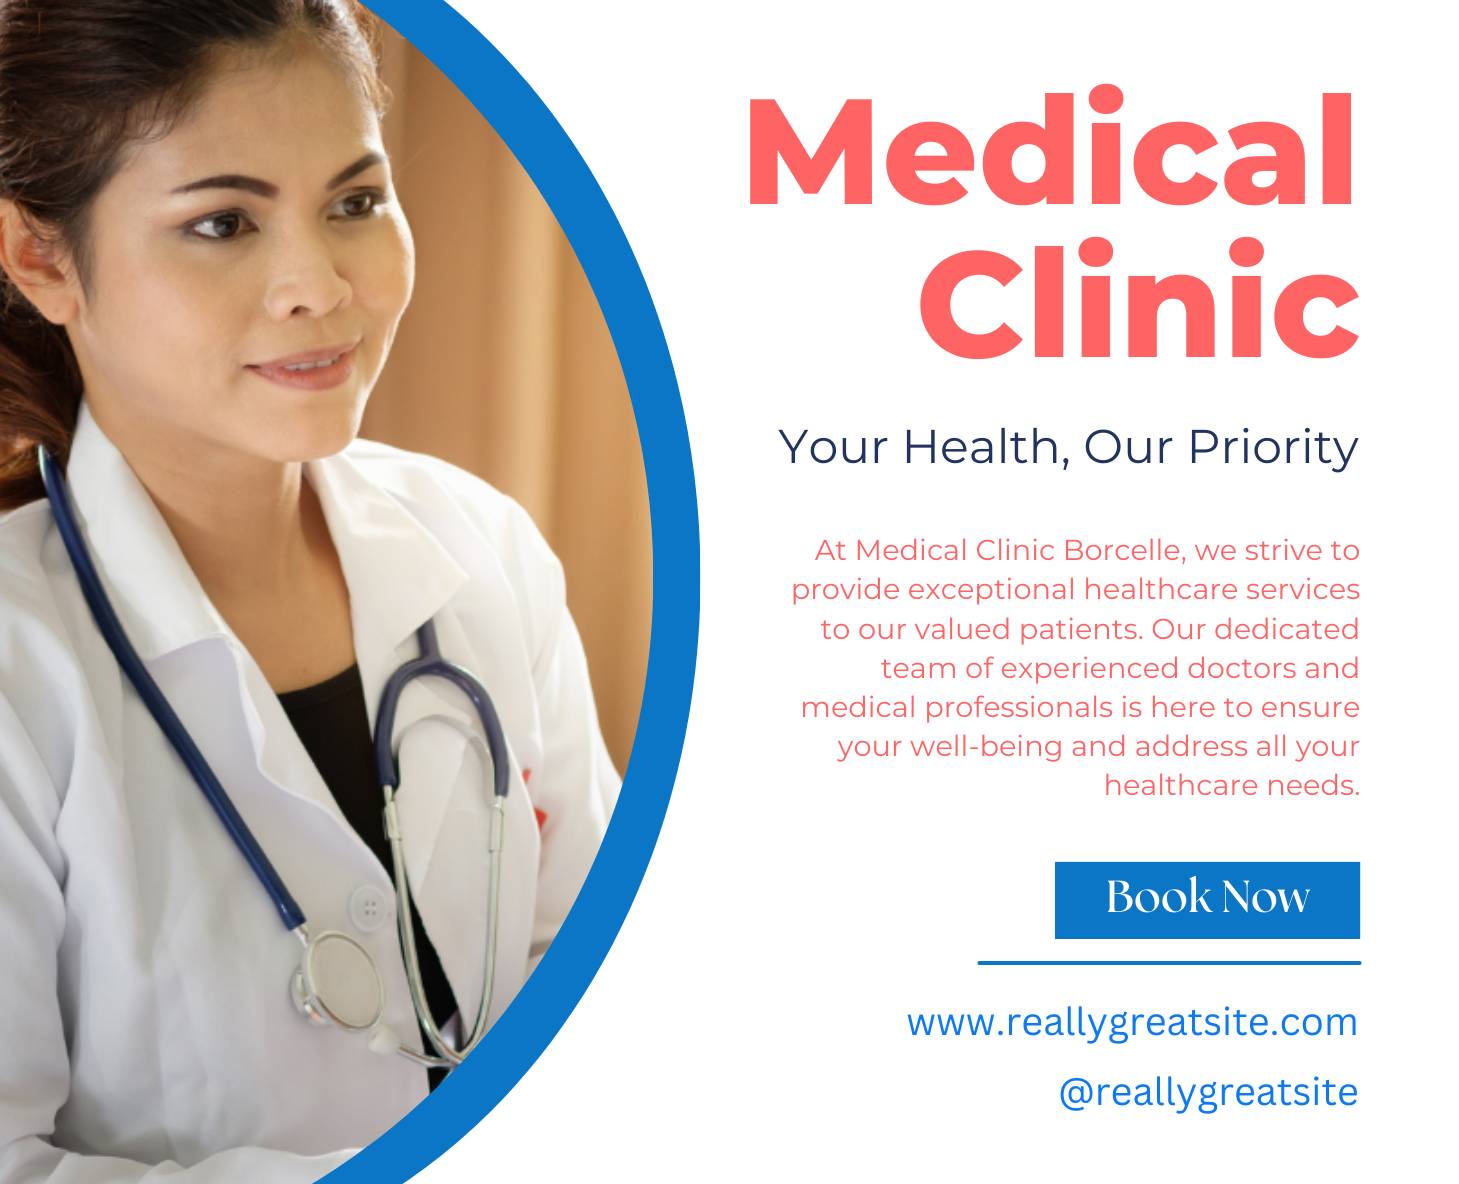 Medical
Clinic
Your Health, Our Priority
At Medical Clinic Borcelle, we strive to
provide exceptional healthcare services
to our valued patients. Our dedicated
team of experienced doctors and
medical professionals is here to ensure
your well-being and address all your
healthcare needs.
Book Now
www.reallygreatsite.com
@reallygreatsite